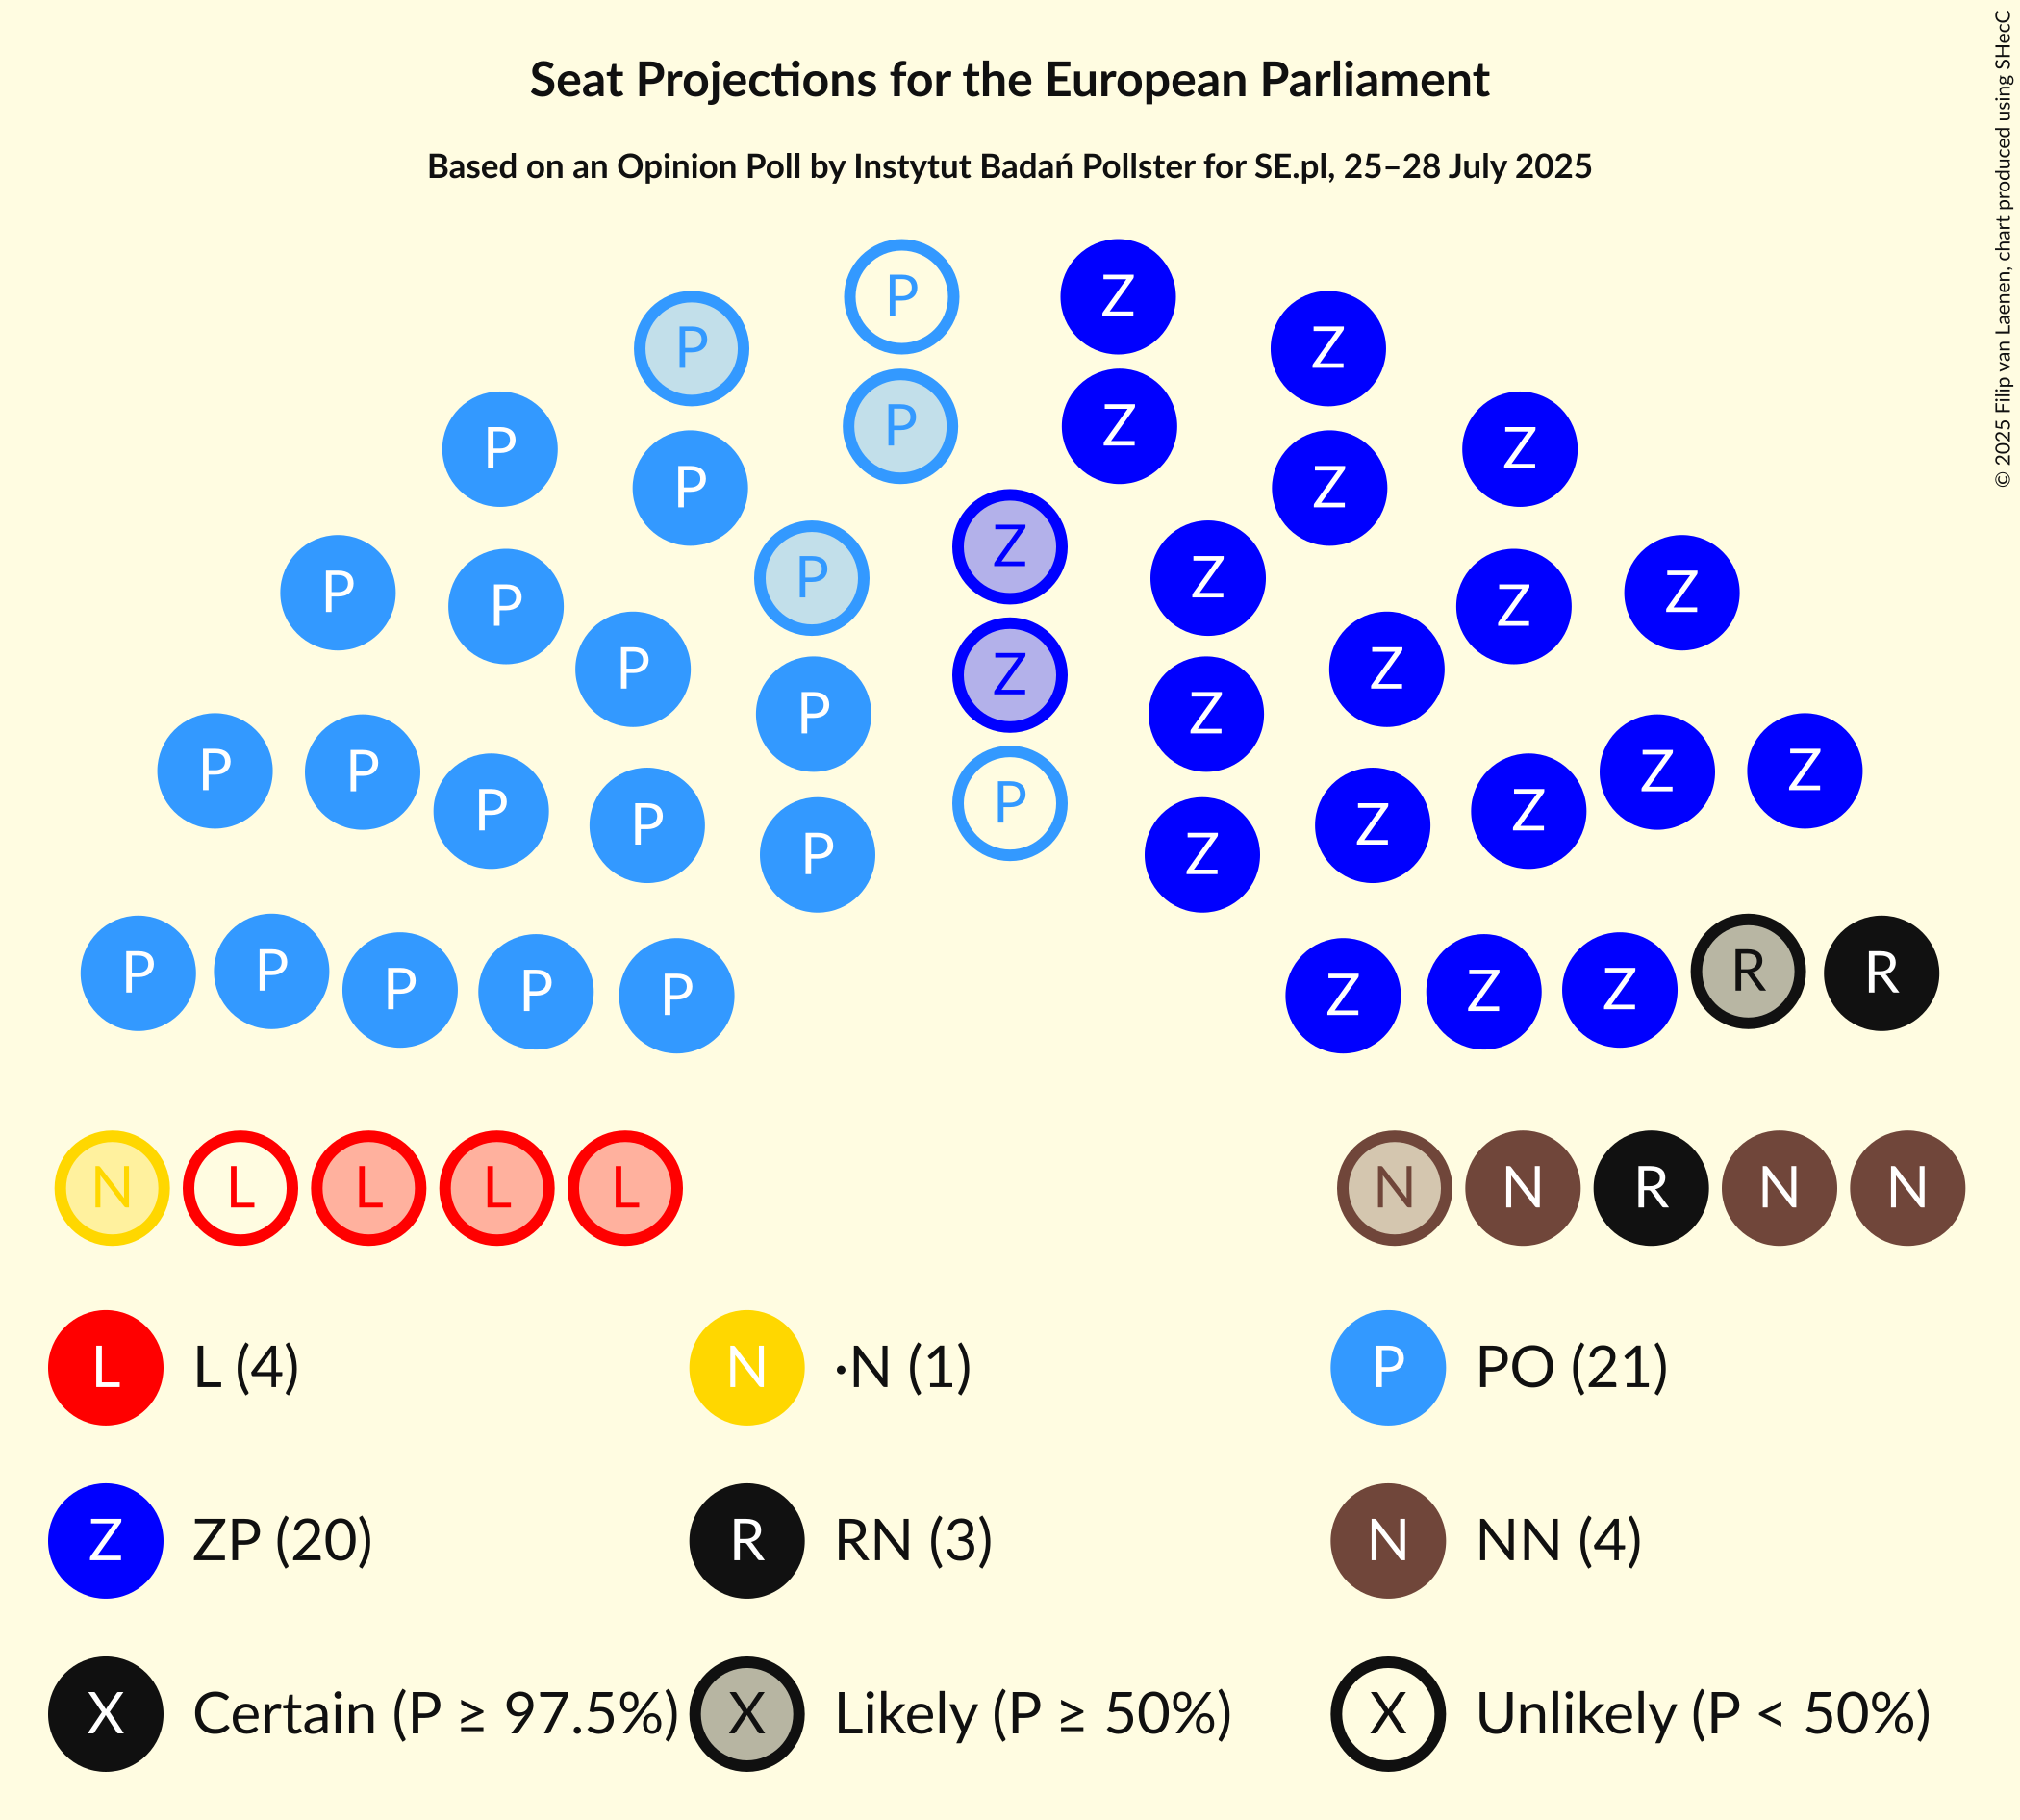 Seat Projections for the European Parliament
Based on an Opinion Poll by Instytut Badań Pollster for SE.pl, 25–28 July 2025
© 2025 Filip van Laenen, chart produced using SHecC
P Z
P Z
P Z
P Z
P Z
Z
P Z
P Z
P Z
P Z
P Z
Z
P Z
P P Z Z
P
P Z
P Z
P Z
P R
P R
P Z
P Z
P Z
N L L L L N N R N N
L L (4) N ·N (1) P PO (21)
Z ZP (20) R RN (3) N NN (4)
X Certain (P ≥ 97.5%) X Likely (P ≥ 50%) X Unlikely (P < 50%)